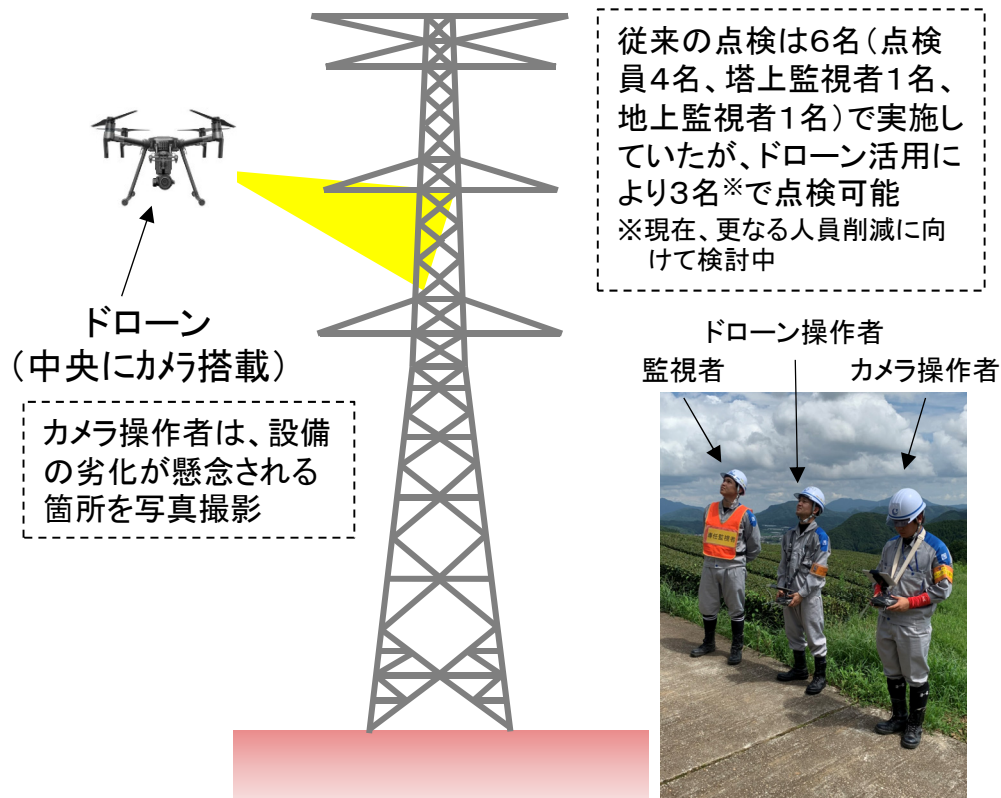 従来の点検は6名(点検
員4名、塔上監視者1名、
地上監視者1名)で実施し
ていたが、ドローン活用に
より3名※で点検可能
※現在、更なる人員削減に向
けて検討中
ドローン
(中央にカメラ搭載)
カメラ操作者は、設備
の劣化が懸念される
箇所を写真撮影
ドローン操作者
監視者
カメラ操作者
専任監視者